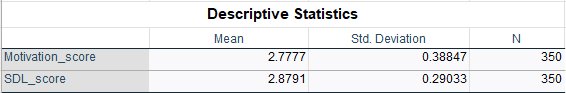 Descriptive Statistics
Mean Std. Deviation N
Motivation_score 2.7777 0.38847 350
SDL_score 2.8791 0.29033 350